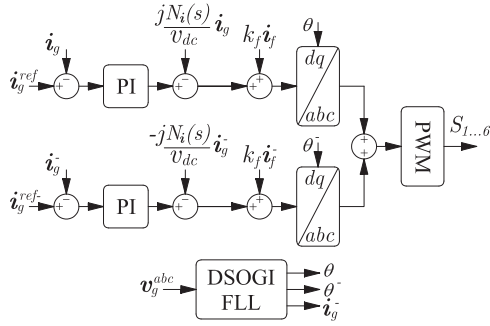 jN_i(s)/v_dc i_g
i_g
k_f i_f
θ
i_g^ref
PI
dq
abc
-jN_i(s)/v_dc i_g^-
i_g^-
k_f i_f^-
θ^-
i_g^ref-
PI
dq
abc
PWM
S_1...6
v_g^abc
DSOGI
FLL
θ
θ^-
i_g^-